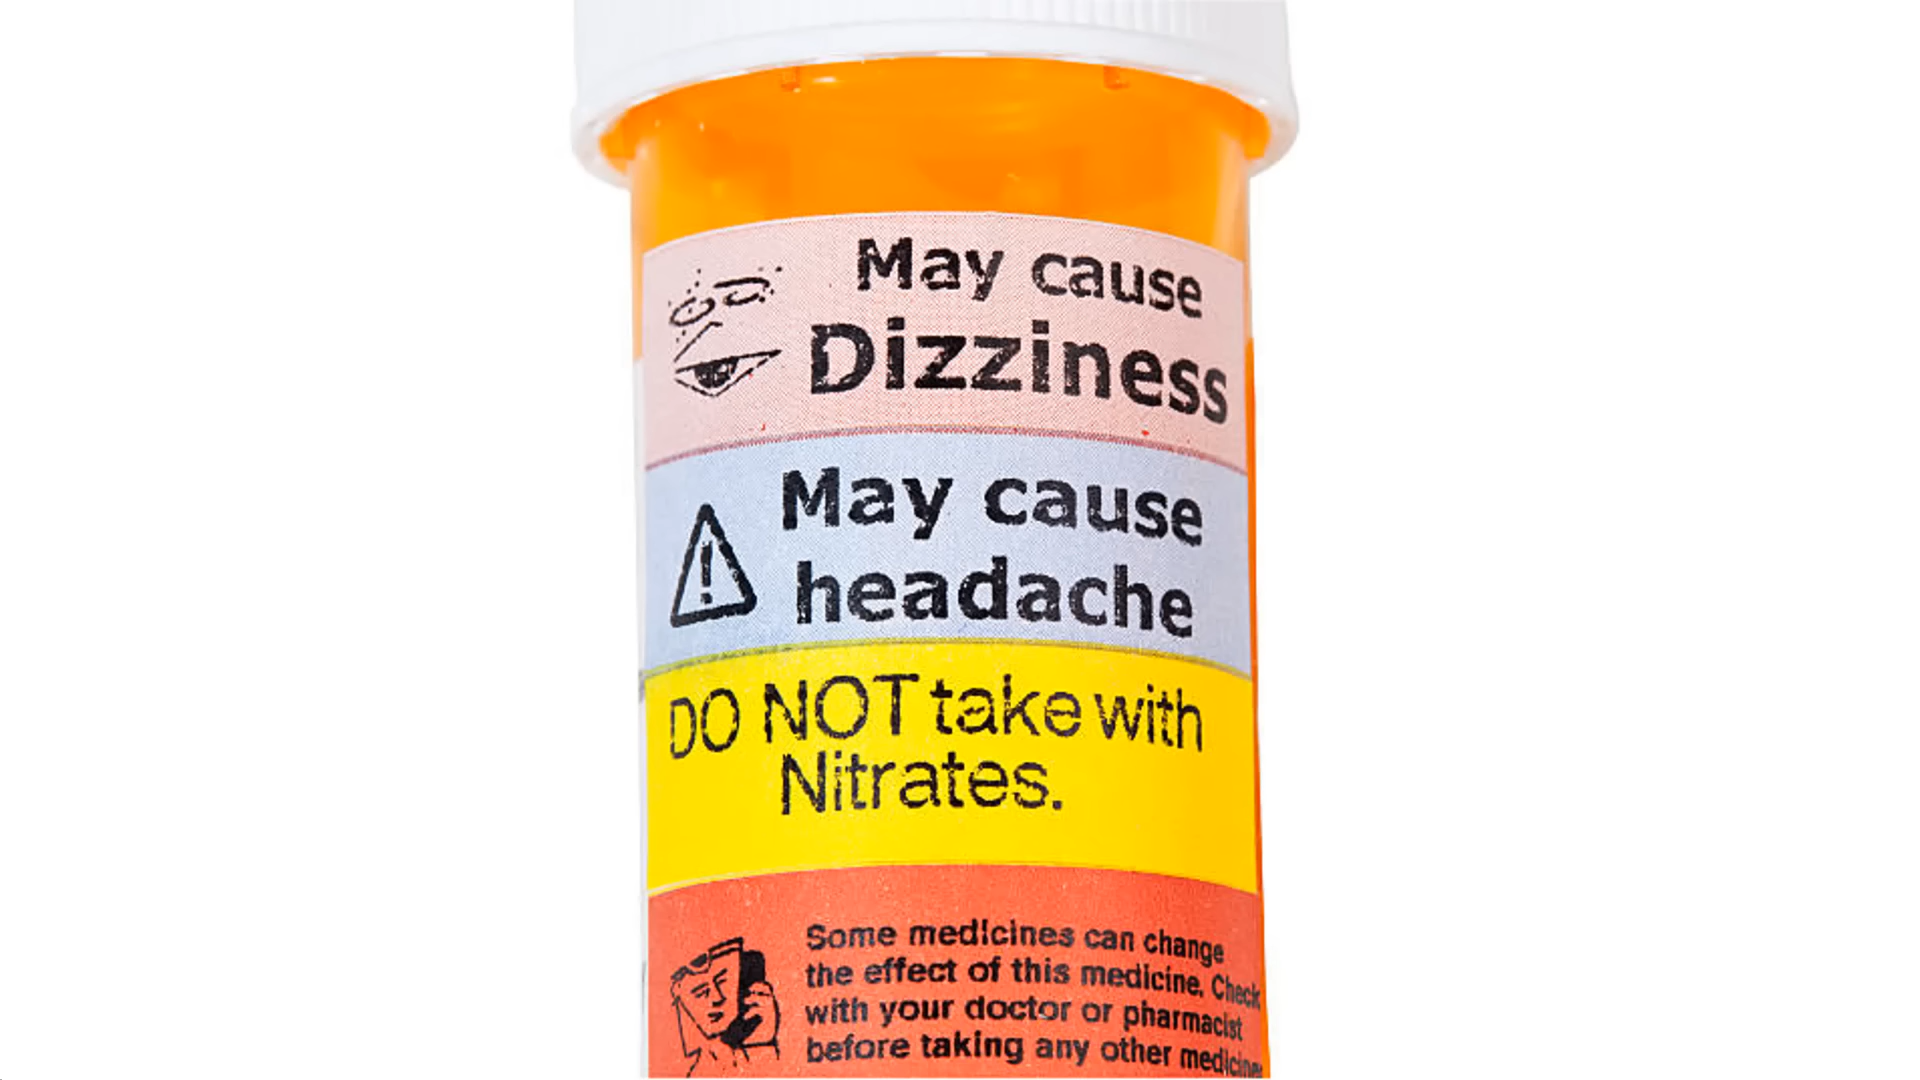 May cause
Dizziness
May cause
headache
DO NOT take with
Nitrates.
Some medicines can change
the effect of this medicine. Check
with your doctor or pharmacist
before taking any other medicines